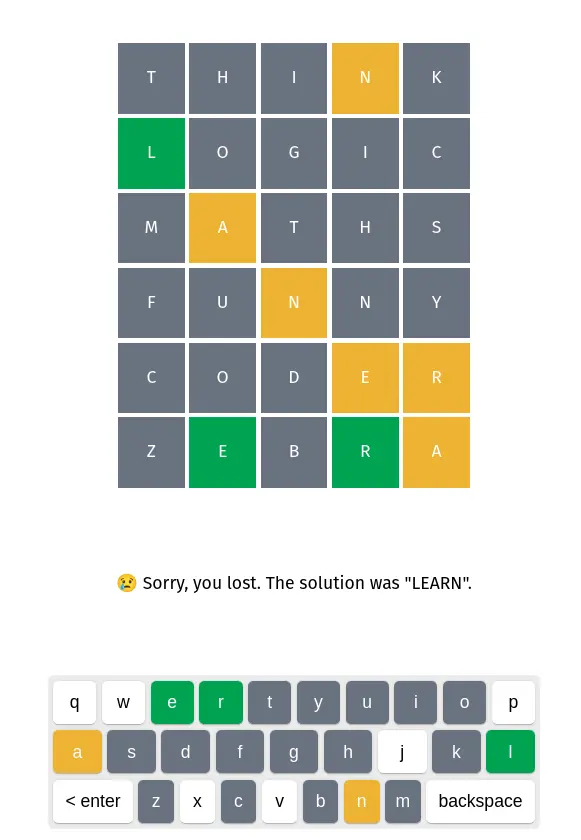 T H I N K
L O G I C
M A T H S
F U N N Y
C O D E R
Z E B R A
😢 Sorry, you lost. The solution was "LEARN".
q w e r t y u i o p
a s d f g h j k l
< enter z x c v b n m backspace